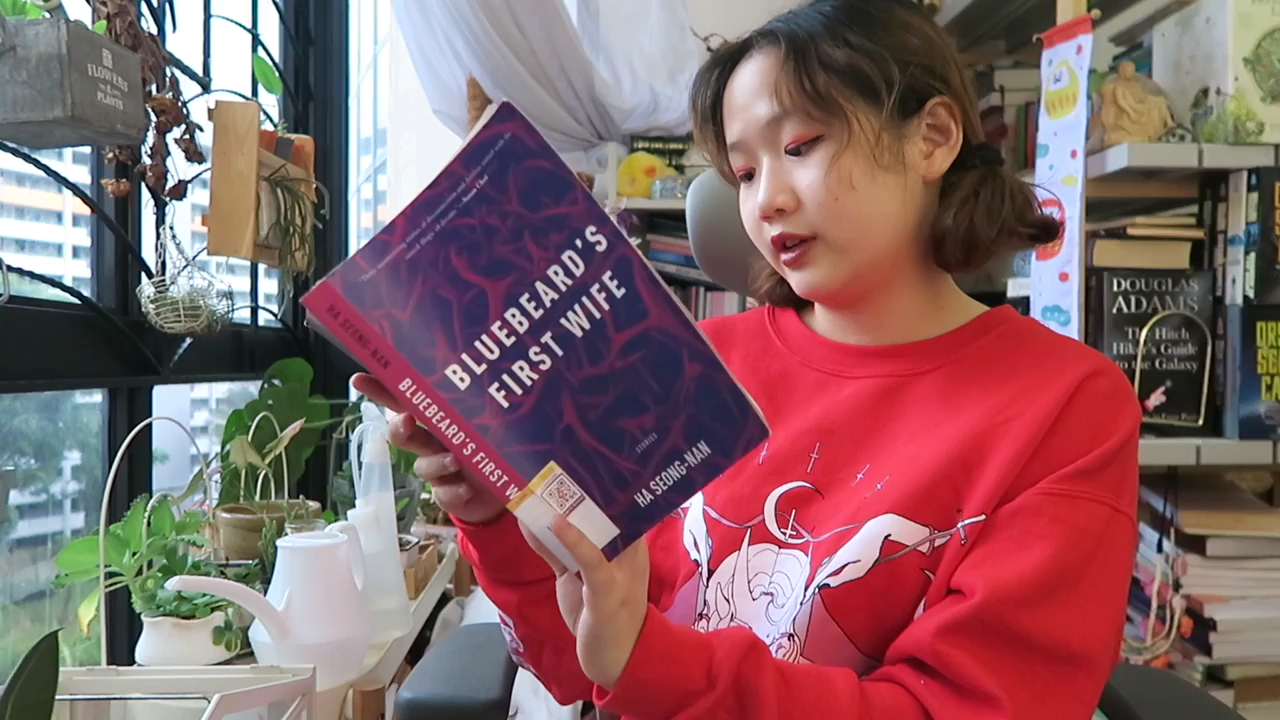 FLOWERS
&
PLANTS
BLUEBEARD'S
FIRST WIFE
STORIES
HA SEONG-NAN
HA SEONG-NAN
BLUEBEARD'S FIRST W
DOUGLAS
ADAMS
The Hitch
Hiker's Guide
to the Galaxy